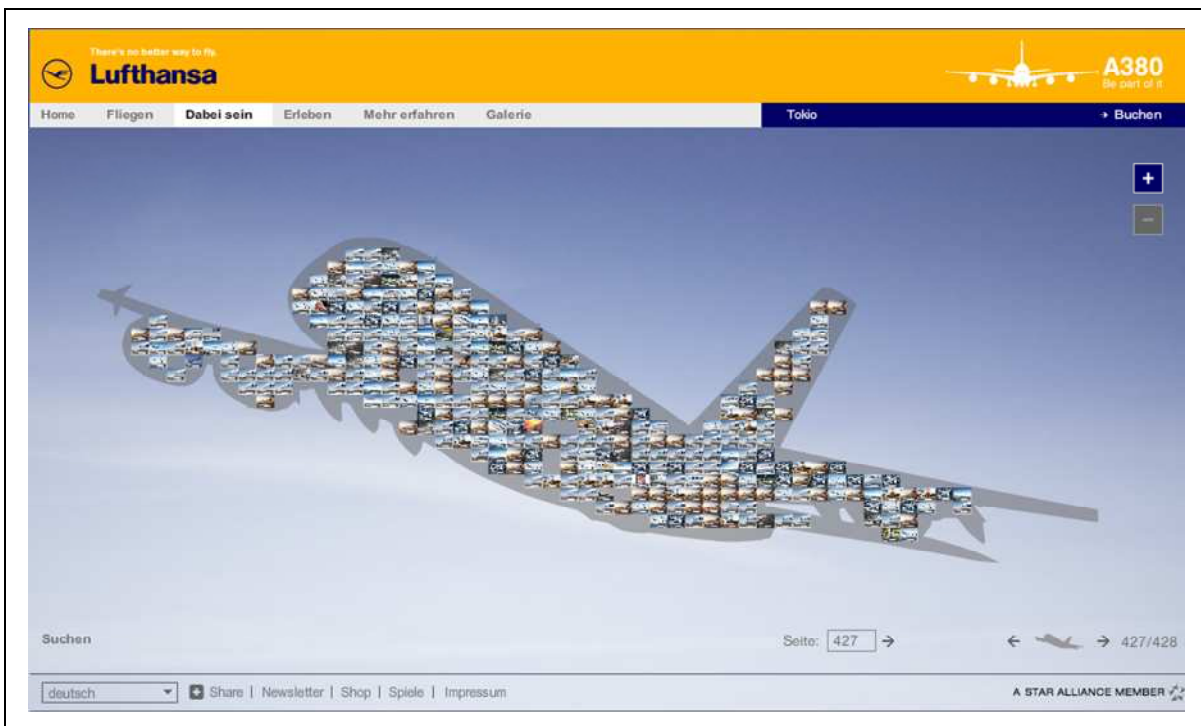 There's no better way to fly.
Lufthansa
A380
Be part of it
Home Fliegen Dabei sein Erleben Mehr erfahren Galerie Tokio Buchen
+
−
Suchen Seite: 427 → ← → 427/428
deutsch Share | Newsletter | Shop | Spiele | Impressum A STAR ALLIANCE MEMBER